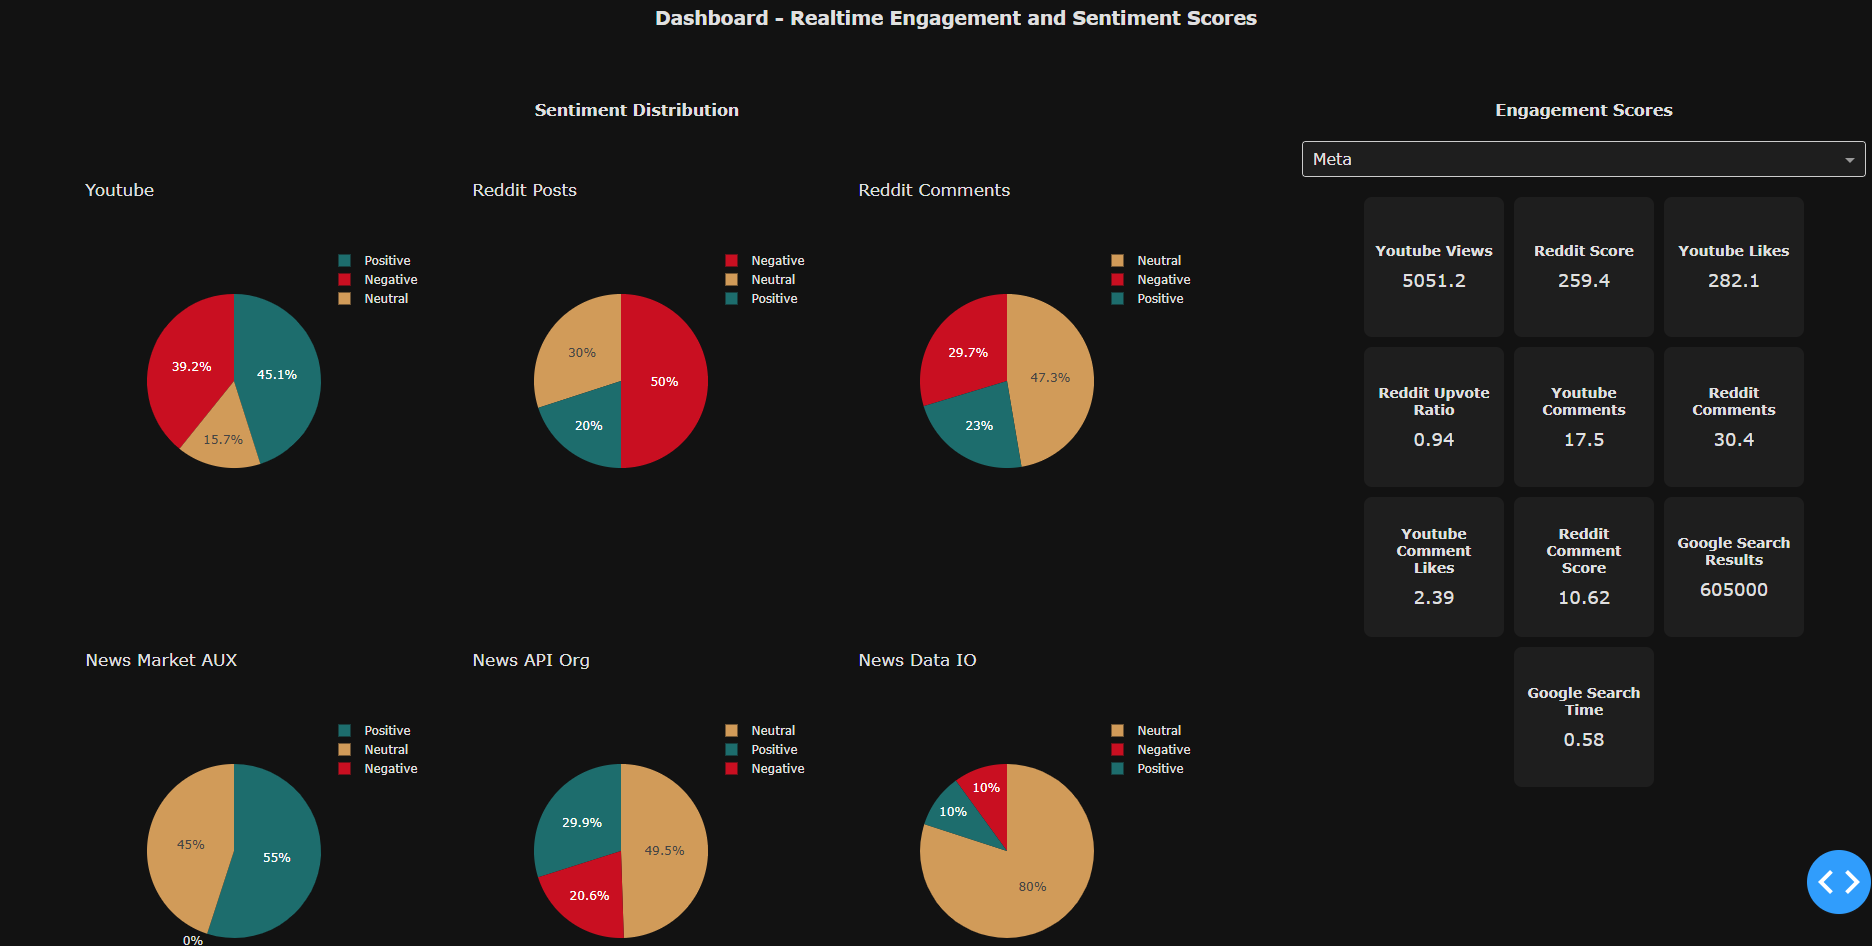 Dashboard - Realtime Engagement and Sentiment Scores
Sentiment Distribution
Youtube
Positive
Negative
Neutral
39.2%
45.1%
15.7%
Reddit Posts
Negative
Neutral
Positive
30%
50%
20%
Reddit Comments
Neutral
Negative
Positive
29.7%
47.3%
23%
News Market AUX
Positive
Neutral
Negative
45%
55%
0%
News API Org
Neutral
Positive
Negative
29.9%
49.5%
20.6%
News Data IO
Neutral
Negative
Positive
10%
10%
80%
Engagement Scores
Meta
Youtube Views
5051.2
Reddit Score
259.4
Youtube Likes
282.1
Reddit Upvote
Ratio
0.94
Youtube
Comments
17.5
Reddit
Comments
30.4
Youtube
Comment
Likes
2.39
Reddit
Comment
Score
10.62
Google Search
Results
605000
Google Search
Time
0.58